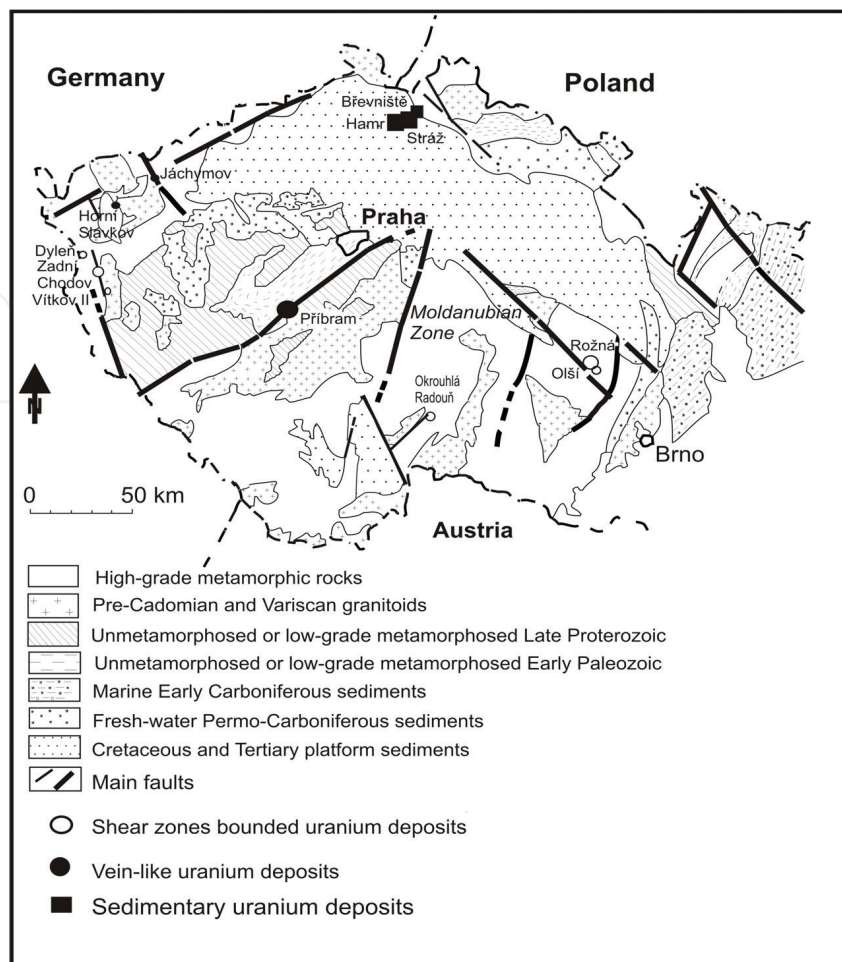 Germany
Poland
Břevniště
Hamr
Stráž
Jáchymov
Horní
Slavkov
Praha
Dyleň
Zadní
Chodov
Vítkov II
Příbram
Moldanubian
Zone
Rožná
Olší
Okrouhlá
Radouň
N
Brno
0 50 km
Austria
High-grade metamorphic rocks
Pre-Cadomian and Variscan granitoids
Unmetamorphosed or low-grade metamorphosed Late Proterozoic
Unmetamorphosed or low-grade metamorphosed Early Paleozoic
Marine Early Carboniferous sediments
Fresh-water Permo-Carboniferous sediments
Cretaceous and Tertiary platform sediments
Main faults
Shear zones bounded uranium deposits
Vein-like uranium deposits
Sedimentary uranium deposits